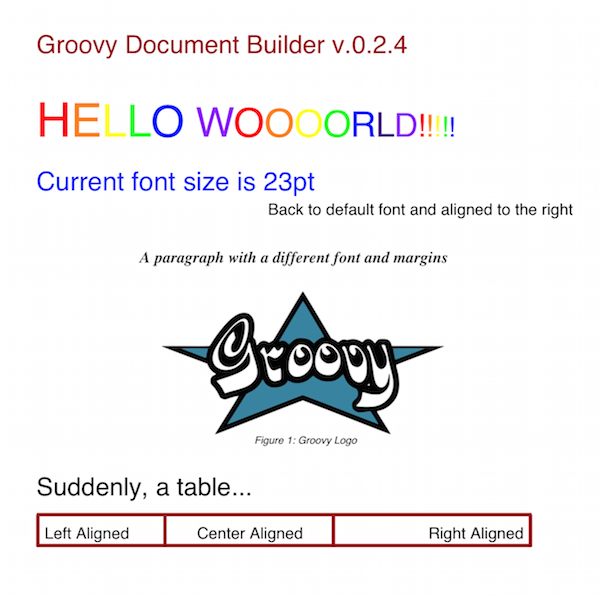 Groovy Document Builder v.0.2.4
HELLO WOOOORLD!!!!!
Current font size is 23pt
Back to default font and aligned to the right
A paragraph with a different font and margins
Groovy
Figure 1: Groovy Logo
Suddenly, a table...
Left Aligned Center Aligned Right Aligned